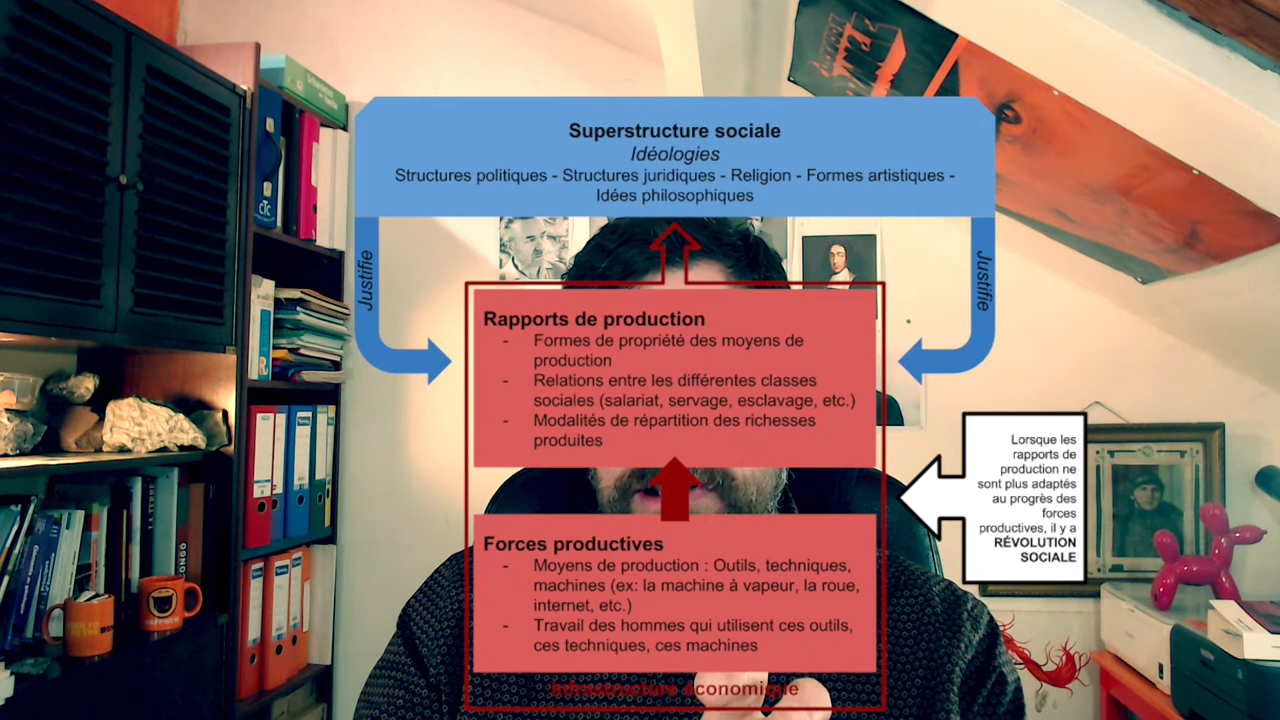 Superstructure sociale
Idéologies
Structures politiques - Structures juridiques - Religion - Formes artistiques -
Idées philosophiques
Justifie
Justifie
Rapports de production
- Formes de propriété des moyens de
production
- Relations entre les différentes classes
sociales (salariat, servage, esclavage, etc.)
- Modalités de répartition des richesses
produites
Lorsque les
rapports de
production ne
sont plus adaptés
au progrès des
forces
productives, il y a
RÉVOLUTION
SOCIALE
Forces productives
- Moyens de production : Outils, techniques,
machines (ex: la machine à vapeur, la roue,
internet, etc.)
- Travail des hommes qui utilisent ces outils,
ces techniques, ces machines
Infrastructure économique
CTC